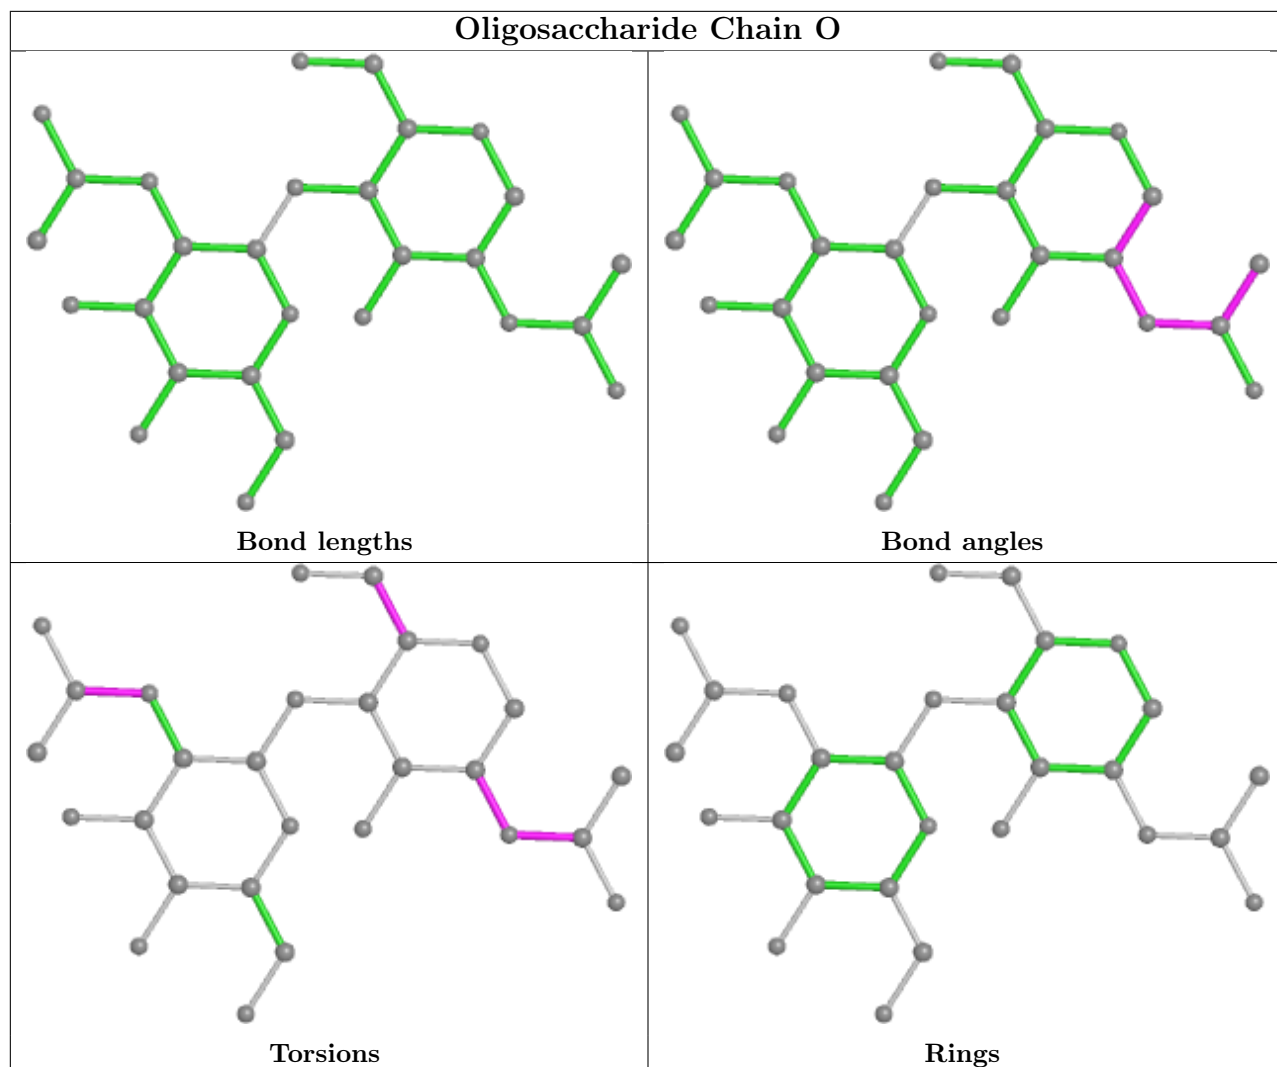 Oligosaccharide Chain O
Bond lengths
Bond angles
Torsions
Rings